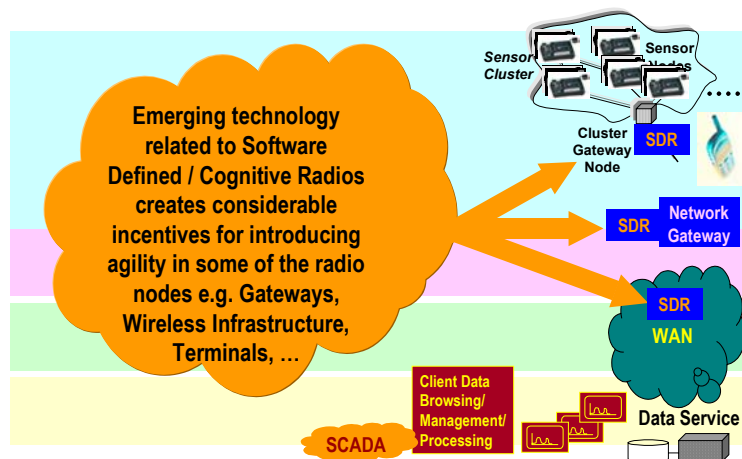 Emerging technology
related to Software
Defined / Cognitive Radios
creates considerable
incentives for introducing
agility in some of the radio
nodes e.g. Gateways,
Wireless Infrastructure,
Terminals, …
Sensor
Cluster
Sensor
Nodes
....
Cluster
Gateway
Node
SDR
SDR
Network
Gateway
SDR
WAN
Client Data
Browsing/
Management/
Processing
SCADA
Data Service